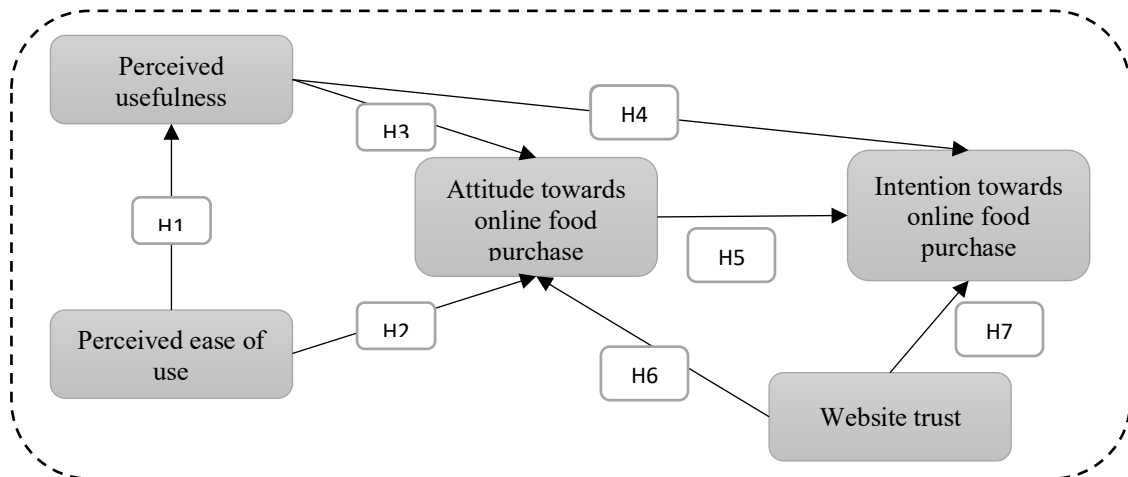 Perceived
usefulness
H3
H4
Attitude towards
online food
purchase
Intention towards
online food
purchase
H1
H5
Perceived ease of
use
H2
H6
H7
Website trust